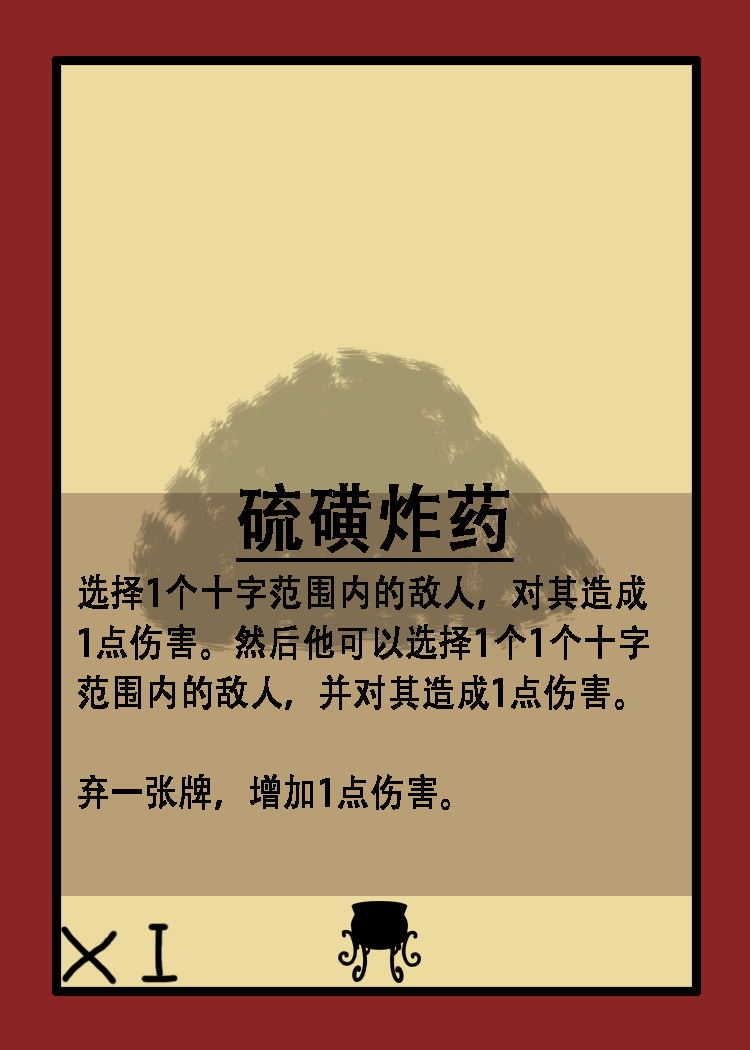 硫磺炸药
选择1个十字范围内的敌人，对其造成
1点伤害。然后他可以选择1个1个十字
范围内的敌人，并对其造成1点伤害。
弃一张牌，增加1点伤害。
XI